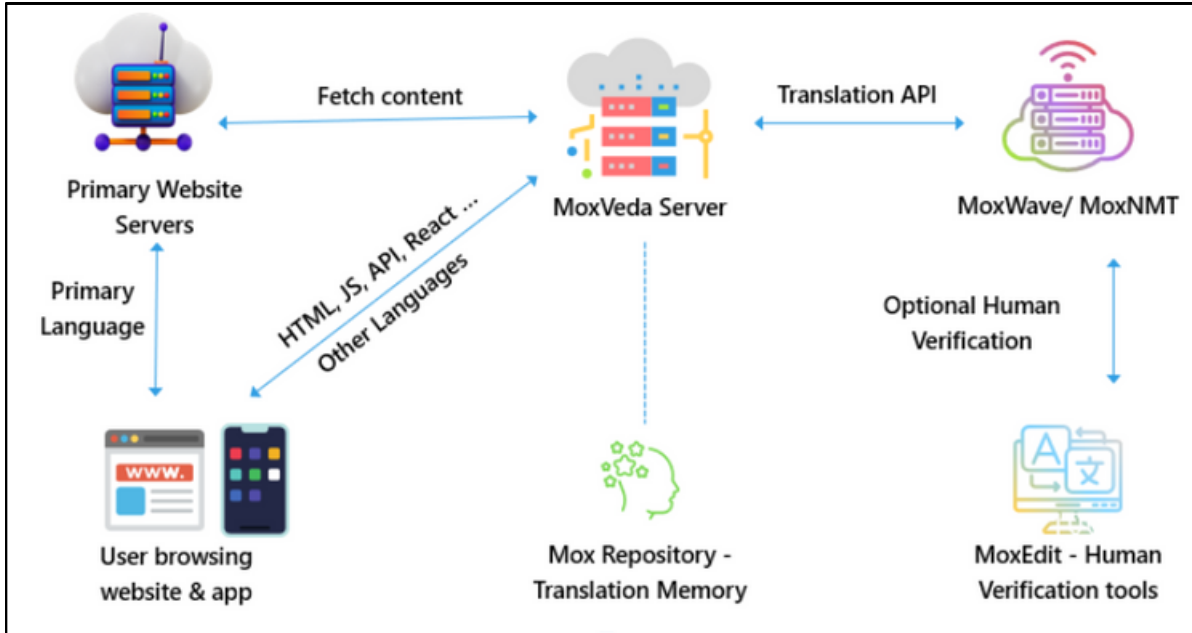 Fetch content
Translation API
Primary Website
Servers
MoxVeda Server
MoxWave/ MoxNMT
Primary
Language
HTML, JS, API, React ...
Other Languages
Optional Human
Verification
WWW.
A
文
User browsing
website & app
Mox Repository -
Translation Memory
MoxEdit - Human
Verification tools